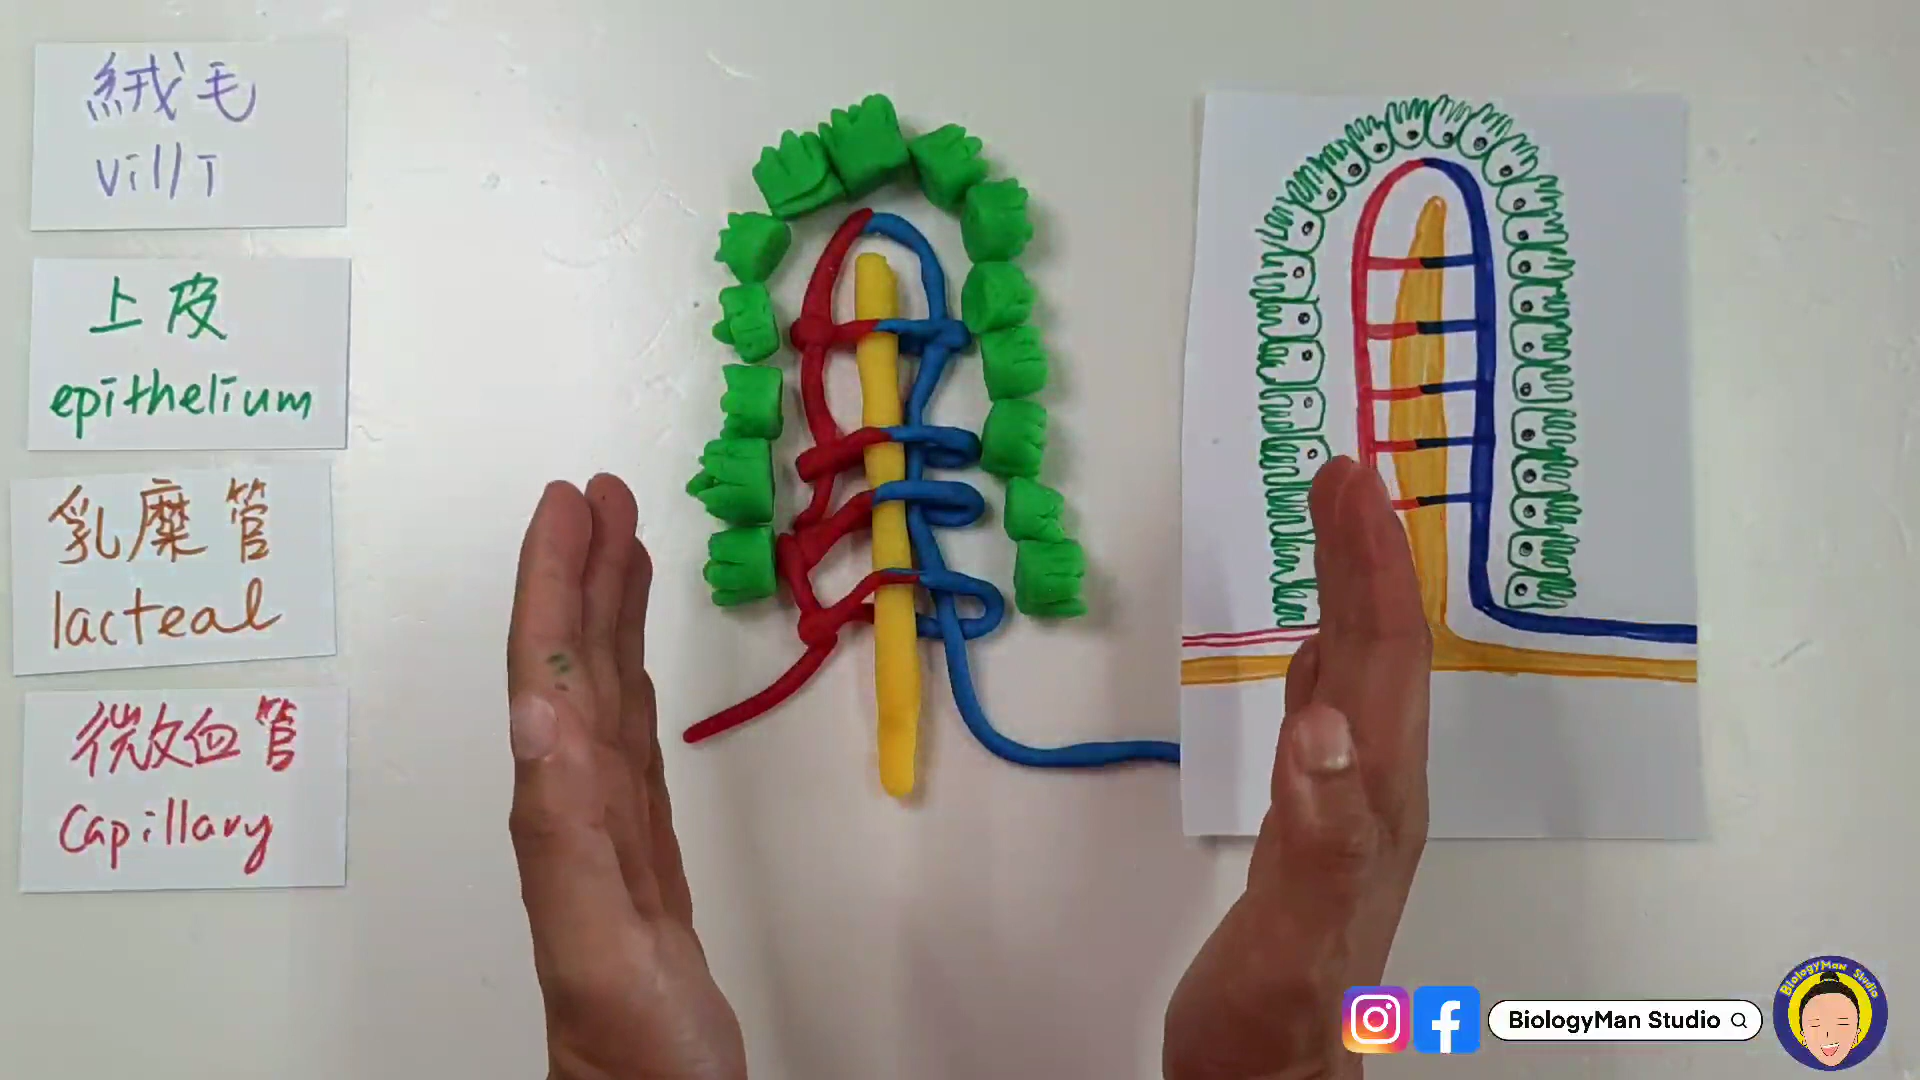 絨毛
villi
上皮
epithelium
乳糜管
lacteal
微血管
Capillary
BiologyMan Studio
BiologyMan Studio